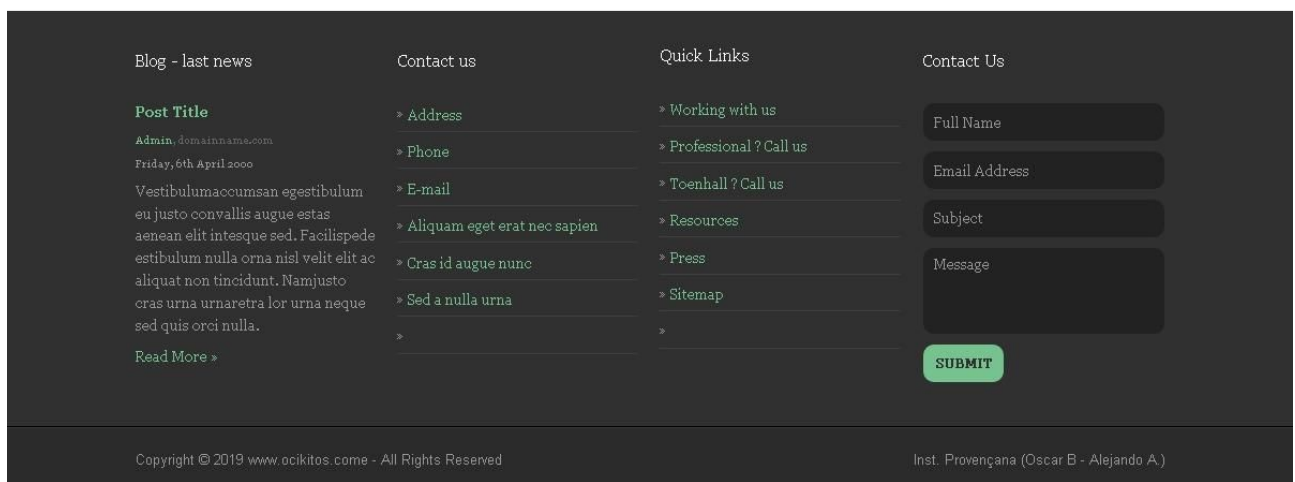 Blog - last news
Post Title
Admin, domainname.com
Friday, 6th April 2000
Vestibulumaccumsan egestibulum
eu justo convallis augue estas
aenean elit intesque sed. Facilispede
estibulum nulla orna nisl velit elit ac
aliquat non tincidunt. Namjusto
cras urna urnaretra lor urna neque
sed quis orci nulla.
Read More »
Contact us
» Address
» Phone
» E-mail
» Aliquam eget erat nec sapien
» Cras id augue nunc
» Sed a nulla urna
»
Quick Links
» Working with us
» Professional ? Call us
» Toenhall ? Call us
» Resources
» Press
» Sitemap
»
Contact Us
Full Name
Email Address
Subject
Message
SUBMIT
Copyright © 2019 www.ocikitos.come - All Rights Reserved
Inst. Provençana (Oscar B - Alejando A.)